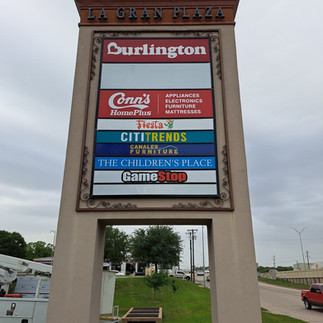 LA GRAN PLAZA
Burlington
Conn's
HomePlus
APPLIANCES
ELECTRONICS
FURNITURE
MATTRESSES
Fiesta
CITITRENDS
CANALES
FURNITURE
THE CHILDREN'S PLACE
GameStop